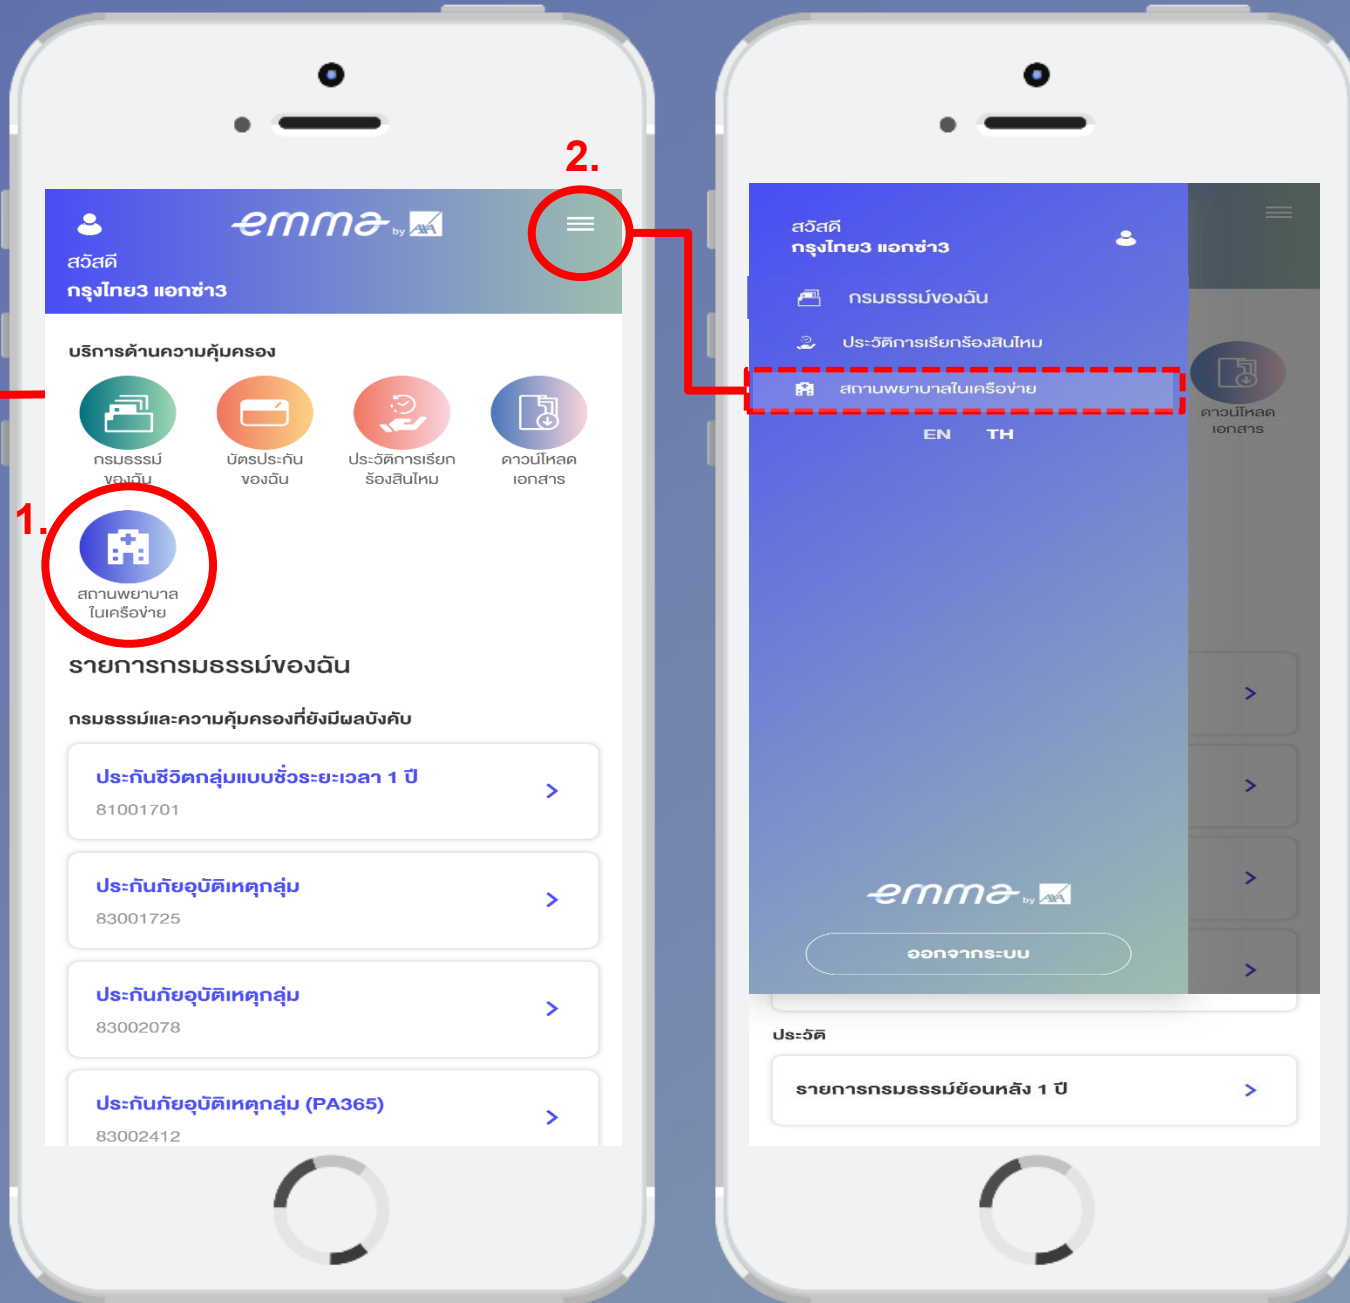 2.
emma by AXA
สวัสดี
กรุงไทย3 แอกซ่า3
บริการด้านความคุ้มครอง
กรมธรรม์
ของฉัน
บัตรประกัน
ของฉัน
ประวัติการเรียก
ร้องสินไหม
ดาวน์โหลด
เอกสาร
1.
สถานพยาบาล
ในเครือข่าย
รายการกรมธรรม์ของฉัน
กรมธรรม์และความคุ้มครองที่ยังมีผลบังคับ
ประกันชีวิตกลุ่มแบบชั่วระยะเวลา 1 ปี
81001701
ประกันภัยอุบัติเหตุกลุ่ม
83001725
ประกันภัยอุบัติเหตุกลุ่ม
83002078
ประกันภัยอุบัติเหตุกลุ่ม (PA365)
83002412
สวัสดี
กรุงไทย3 แอกซ่า3
กรมธรรม์ของฉัน
ประวัติการเรียกร้องสินไหม
สถานพยาบาลในเครือข่าย
EN TH
ดาวน์โหลด
เอกสาร
emma by AXA
ออกจากระบบ
ประวัติ
รายการกรมธรรม์ย้อนหลัง 1 ปี